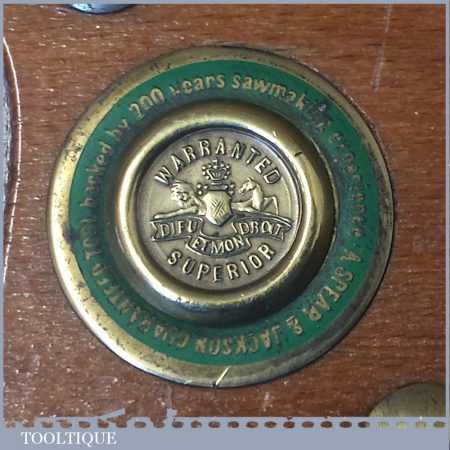 A SPEAR & JACKSON GUARANTEED TOOL backed by 200 years sawmaking experience
WARRANTED
DIEU ET MON DROIT
SUPERIOR
TOOLTIQUE